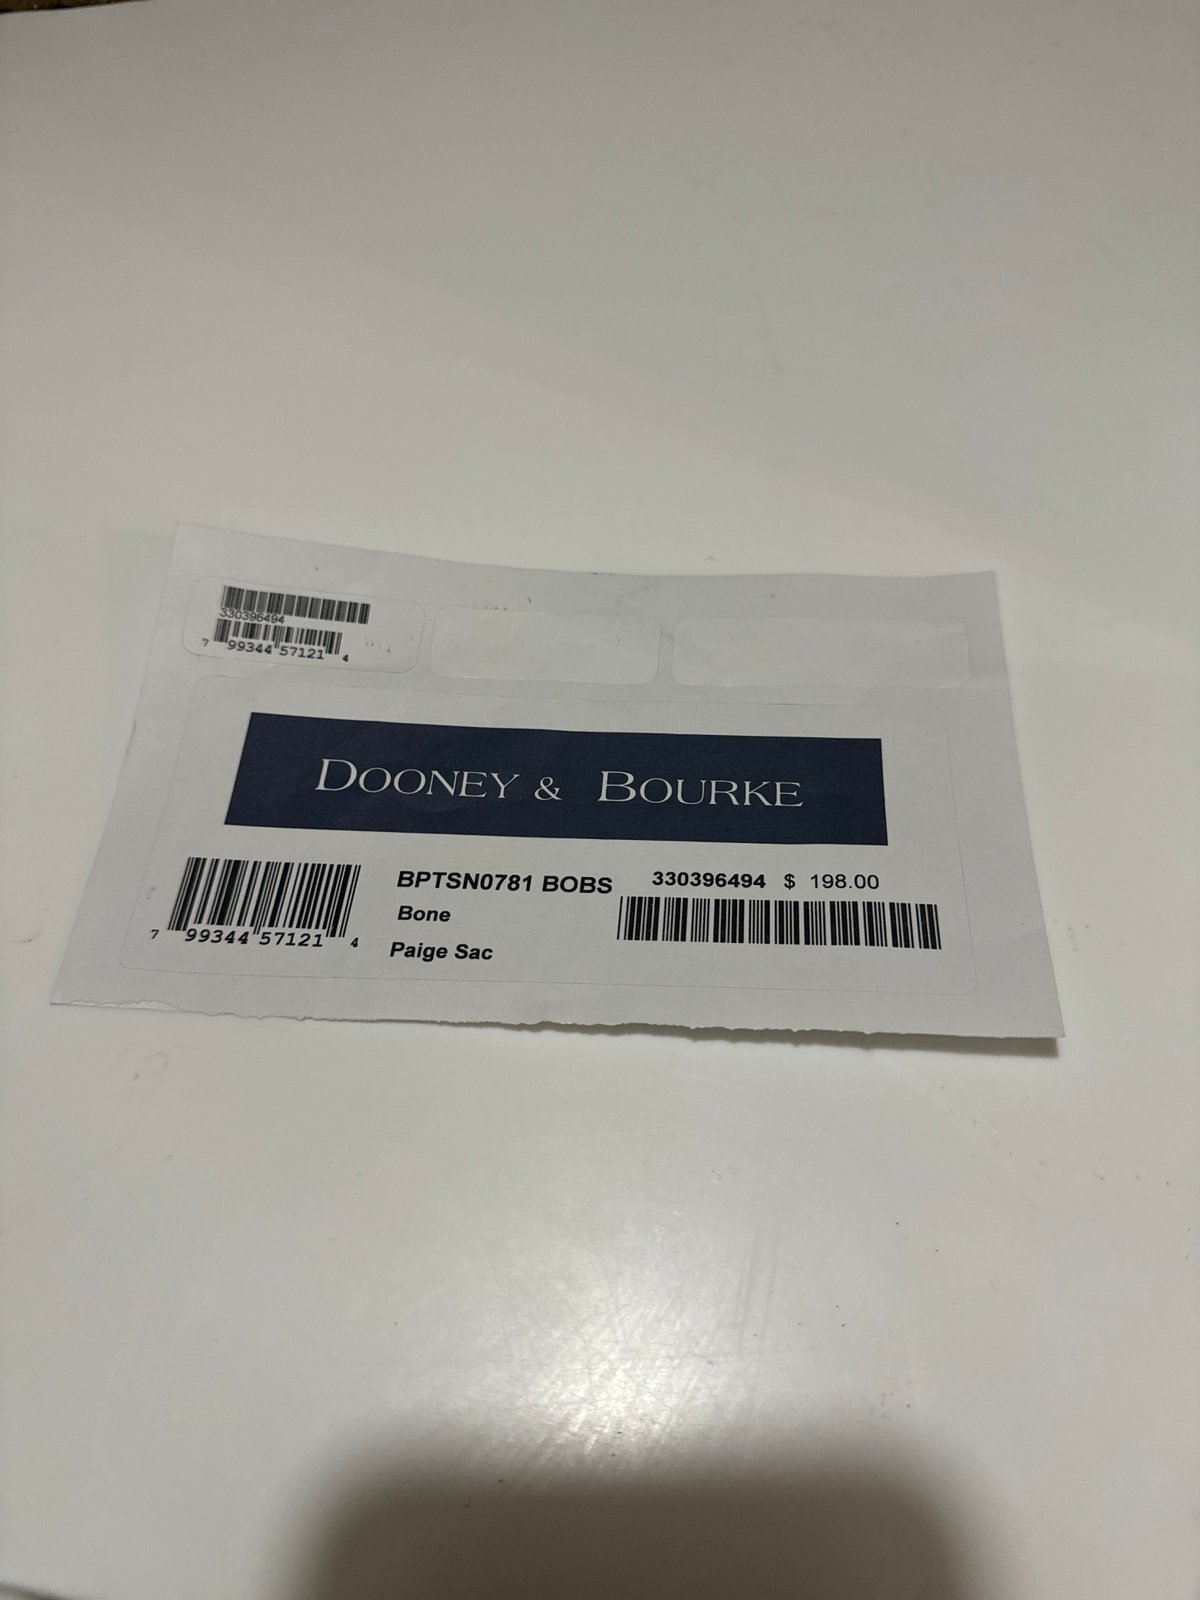 330396494
7 99344 57121 4
DOONEY & BOURKE
BPTSN0781 BOBS 330396494 $ 198.00
Bone
7 99344 57121 4
Paige Sac